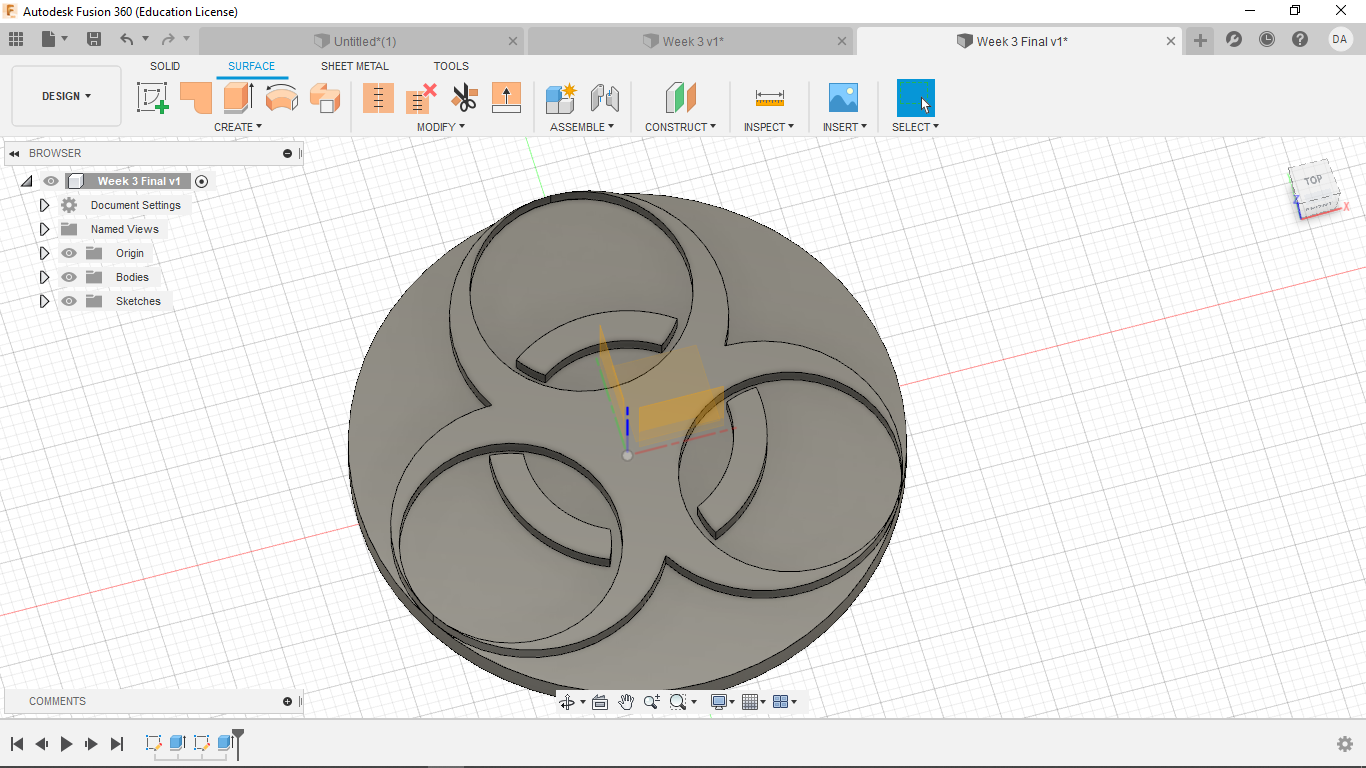 Autodesk Fusion 360 (Education License)
Untitled*(1)
Week 3 v1*
Week 3 Final v1*
DA
DESIGN
SOLID
SURFACE
SHEET METAL
TOOLS
CREATE
MODIFY
ASSEMBLE
CONSTRUCT
INSPECT
INSERT
SELECT
BROWSER
Week 3 Final v1
Document Settings
Named Views
Origin
Bodies
Sketches
TOP
Z
X
COMMENTS